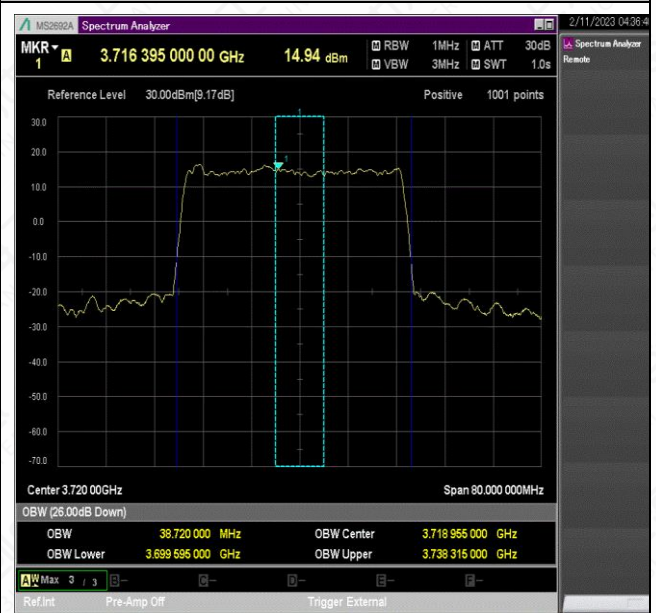 MS2692A Spectrum Analyzer
2/11/2023 04:36:4
MKR 1 A 3.716 395 000 00 GHz 14.94 dBm
M RBW 1MHz M ATT 30dB
M VBW 3MHz M SWT 1.0s
Spectrum Analyzer
Remote
Reference Level 30.00dBm[9.17dB] Positive 1001 points
1
30.0
20.0
1
10.0
0.0
-10.0
-20.0
-30.0
-40.0
-50.0
-60.0
-70.0
Center 3.720 00GHz Span 80.000 000MHz
OBW (26.00dB Down)
OBW 38.720 000 MHz OBW Center 3.718 955 000 GHz
OBW Lower 3.699 595 000 GHz OBW Upper 3.738 315 000 GHz
A W Max 3 / 3 B- C- D- E- F-
Ref.Int Pre-Amp Off Trigger External